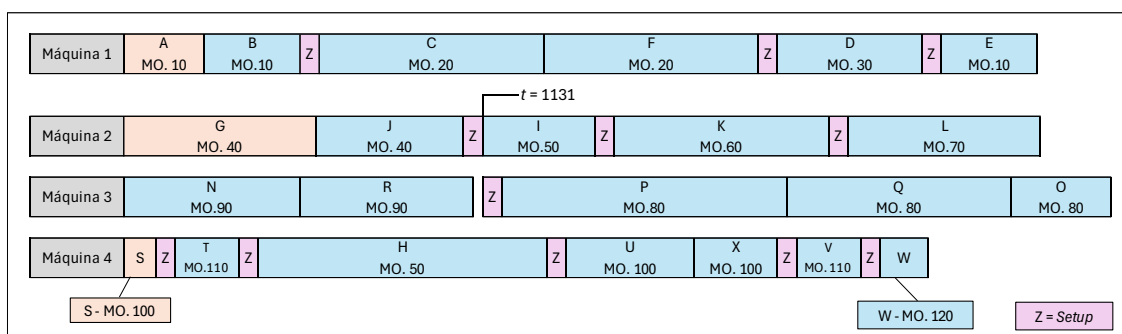 Máquina 1 A B Z C F Z D Z E
MO. 10 MO.10 MO. 20 MO. 20 MO. 30 MO.10
t = 1131
Máquina 2 G J Z I Z K Z L
MO. 40 MO. 40 MO.50 MO.60 MO.70
Máquina 3 N R Z P Q O
MO.90 MO.90 MO.80 MO. 80 MO. 80
Máquina 4 S Z T Z H Z U X Z V Z W
MO.110 MO. 50 MO. 100 MO. 100 MO.110
S - MO. 100 W - MO. 120 Z = Setup